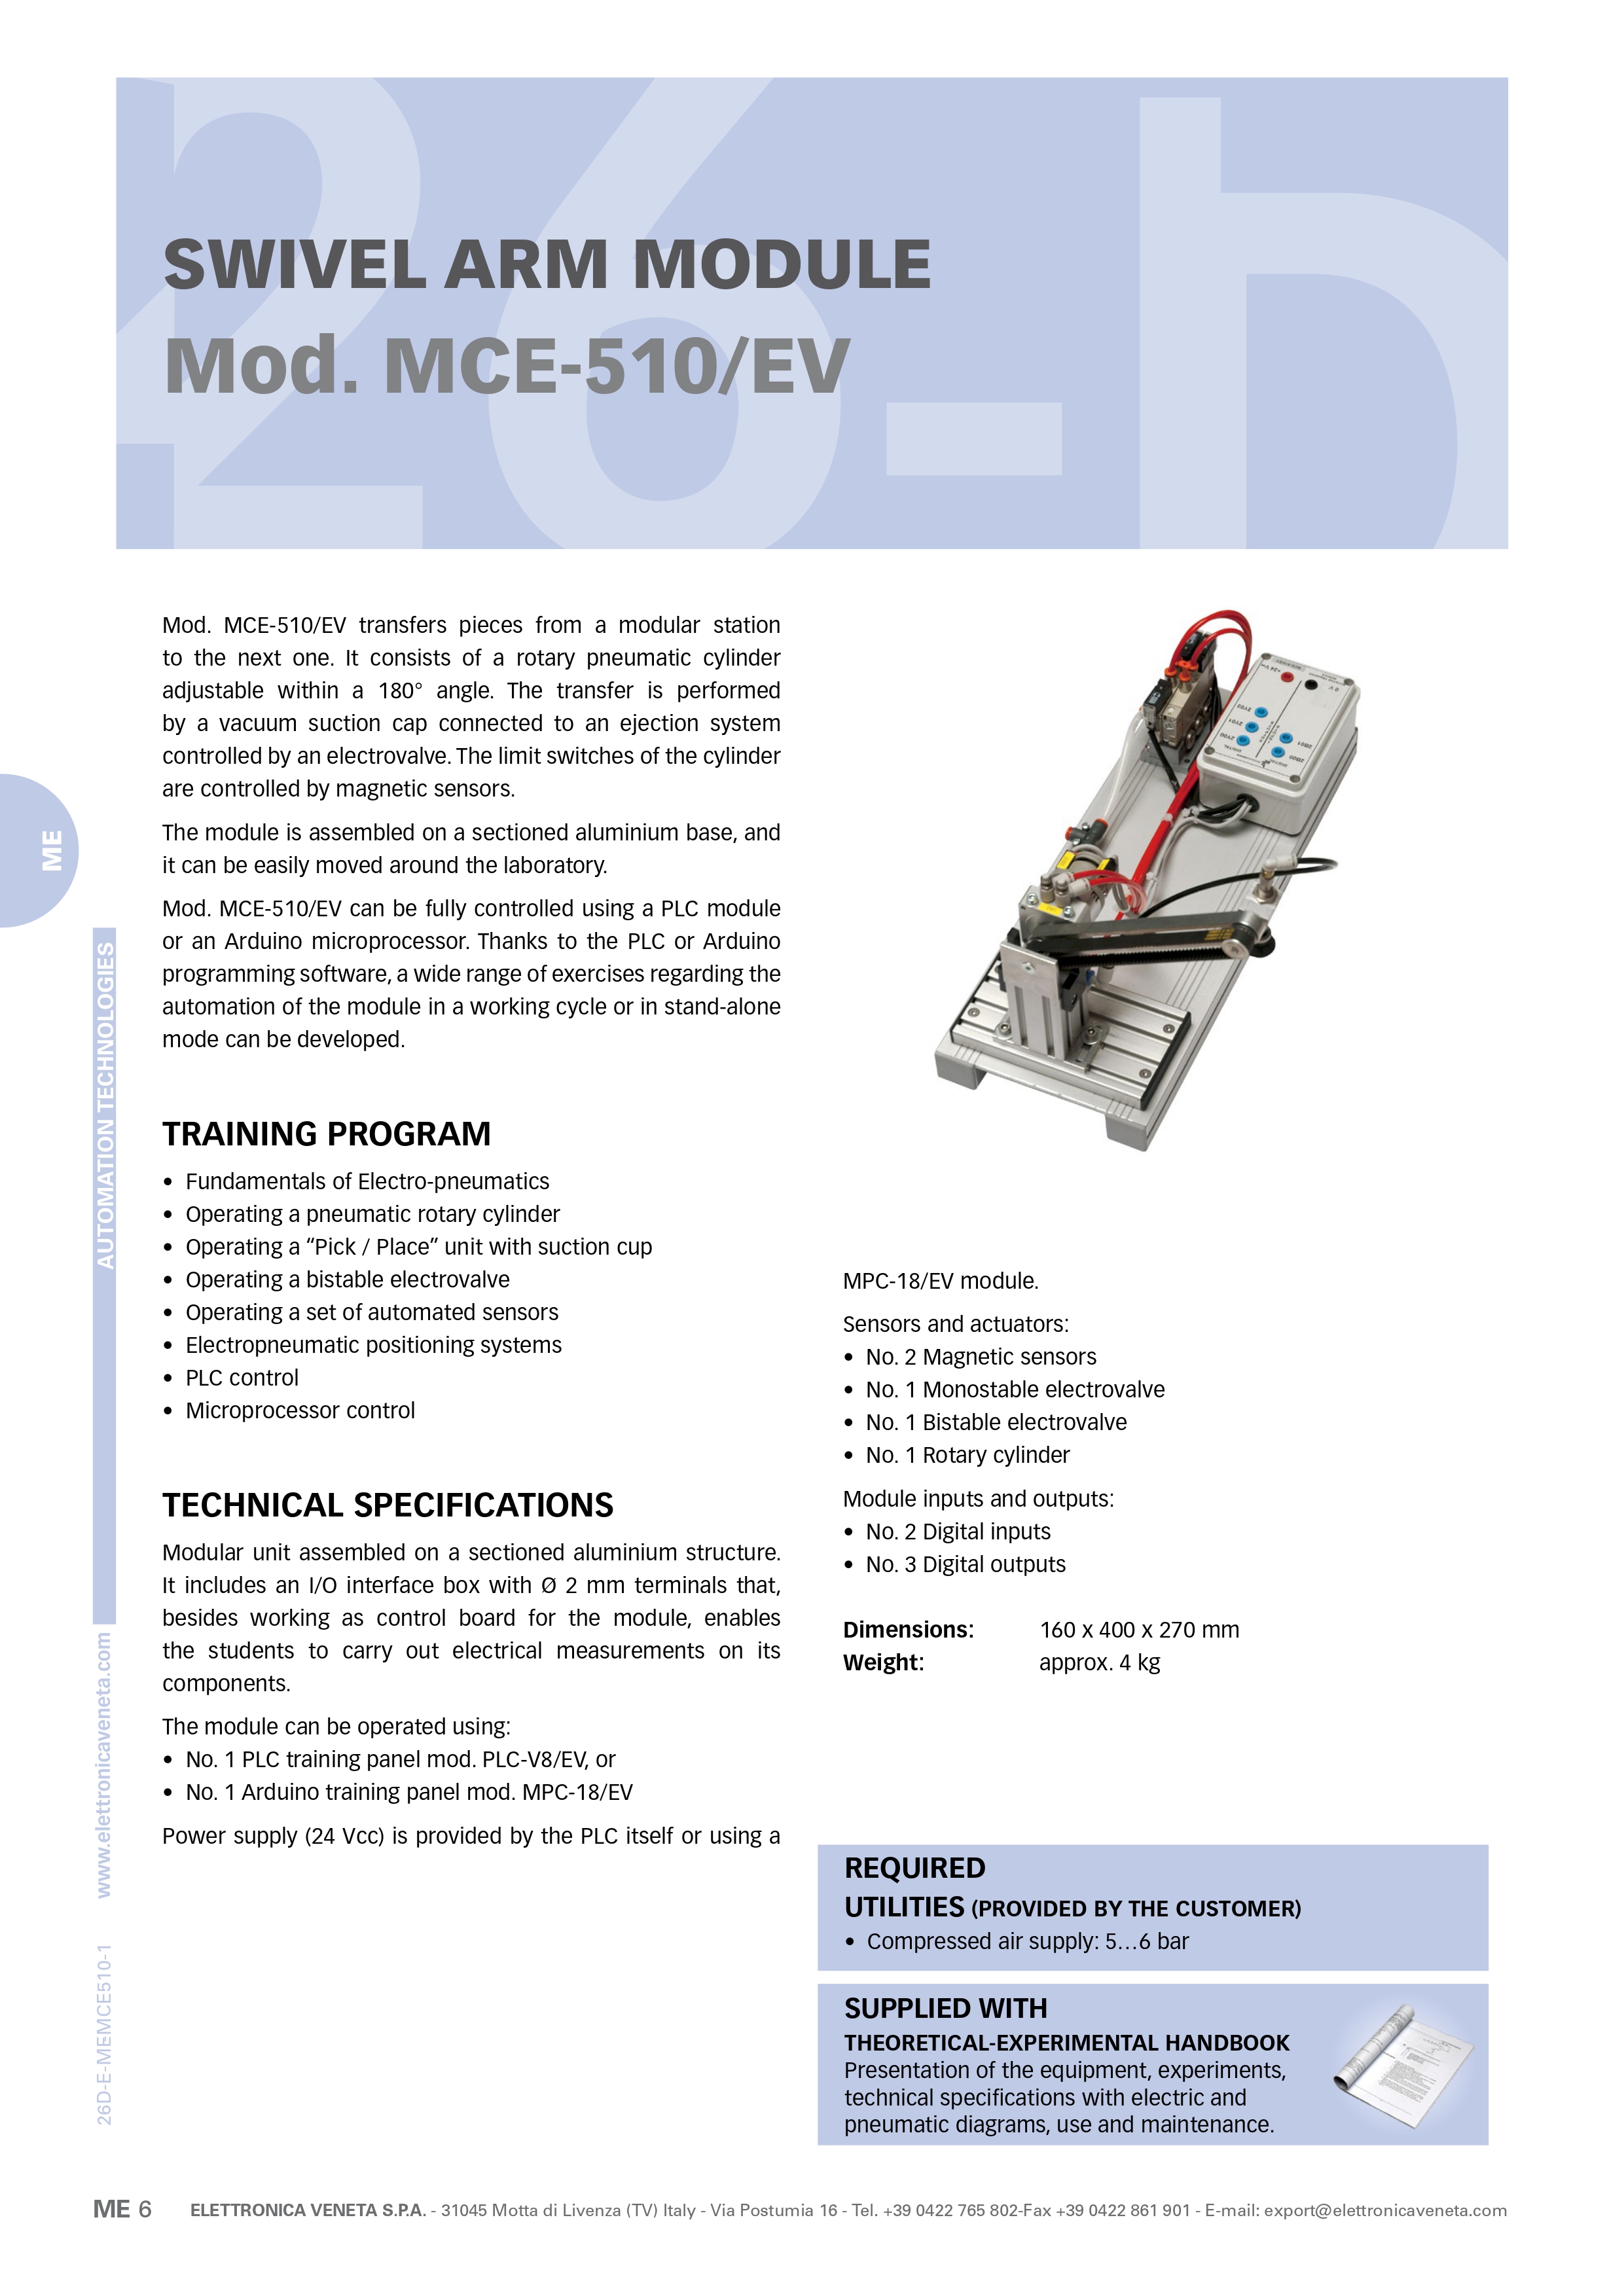 SWIVEL ARM MODULE
Mod. MCE-510/EV
Mod. MCE-510/EV transfers pieces from a modular station
to the next one. It consists of a rotary pneumatic cylinder
adjustable within a 180° angle. The transfer is performed
by a vacuum suction cap connected to an ejection system
controlled by an electrovalve. The limit switches of the cylinder
are controlled by magnetic sensors.
The module is assembled on a sectioned aluminium base, and
it can be easily moved around the laboratory.
Mod. MCE-510/EV can be fully controlled using a PLC module
or an Arduino microprocessor. Thanks to the PLC or Arduino
programming software, a wide range of exercises regarding the
automation of the module in a working cycle or in stand-alone
mode can be developed.
TRAINING PROGRAM
• Fundamentals of Electro-pneumatics
• Operating a pneumatic rotary cylinder
• Operating a “Pick / Place” unit with suction cup
• Operating a bistable electrovalve
• Operating a set of automated sensors
• Electropneumatic positioning systems
• PLC control
• Microprocessor control
TECHNICAL SPECIFICATIONS
Modular unit assembled on a sectioned aluminium structure.
It includes an I/O interface box with Ø 2 mm terminals that,
besides working as control board for the module, enables
the students to carry out electrical measurements on its
components.
The module can be operated using:
• No. 1 PLC training panel mod. PLC-V8/EV, or
• No. 1 Arduino training panel mod. MPC-18/EV
Power supply (24 Vcc) is provided by the PLC itself or using a
MPC-18/EV module.
Sensors and actuators:
• No. 2 Magnetic sensors
• No. 1 Monostable electrovalve
• No. 1 Bistable electrovalve
• No. 1 Rotary cylinder
Module inputs and outputs:
• No. 2 Digital inputs
• No. 3 Digital outputs
Dimensions: 160 x 400 x 270 mm
Weight: approx. 4 kg
REQUIRED
UTILITIES (PROVIDED BY THE CUSTOMER)
• Compressed air supply: 5…6 bar
SUPPLIED WITH
THEORETICAL-EXPERIMENTAL HANDBOOK
Presentation of the equipment, experiments,
technical specifications with electric and
pneumatic diagrams, use and maintenance.
ME
AUTOMATION TECHNOLOGIES
www.elettronicaveneta.com
26D-E-MEMCE510-1
ME 6
ELETTRONICA VENETA S.P.A. - 31045 Motta di Livenza (TV) Italy - Via Postumia 16 - Tel. +39 0422 765 802-Fax +39 0422 861 901 - E-mail: export@elettronicaveneta.com